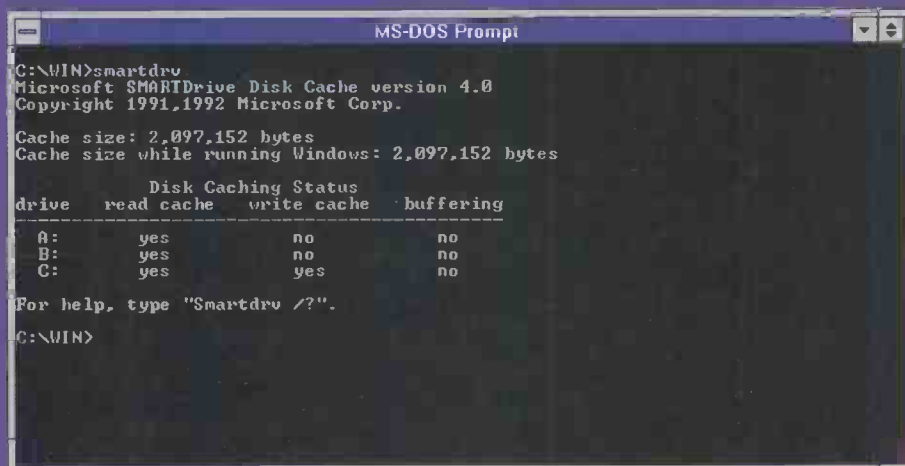 MS-DOS Prompt
C:\WIN>smartdrv
Microsoft SMARTDrive Disk Cache version 4.0
Copyright 1991,1992 Microsoft Corp.
Cache size: 2,097,152 bytes
Cache size while running Windows: 2,097,152 bytes
Disk Caching Status
drive read cache write cache buffering
A: yes no no
B: yes no no
C: yes yes no
For help, type "Smartdrv /?".
C:\WIN>